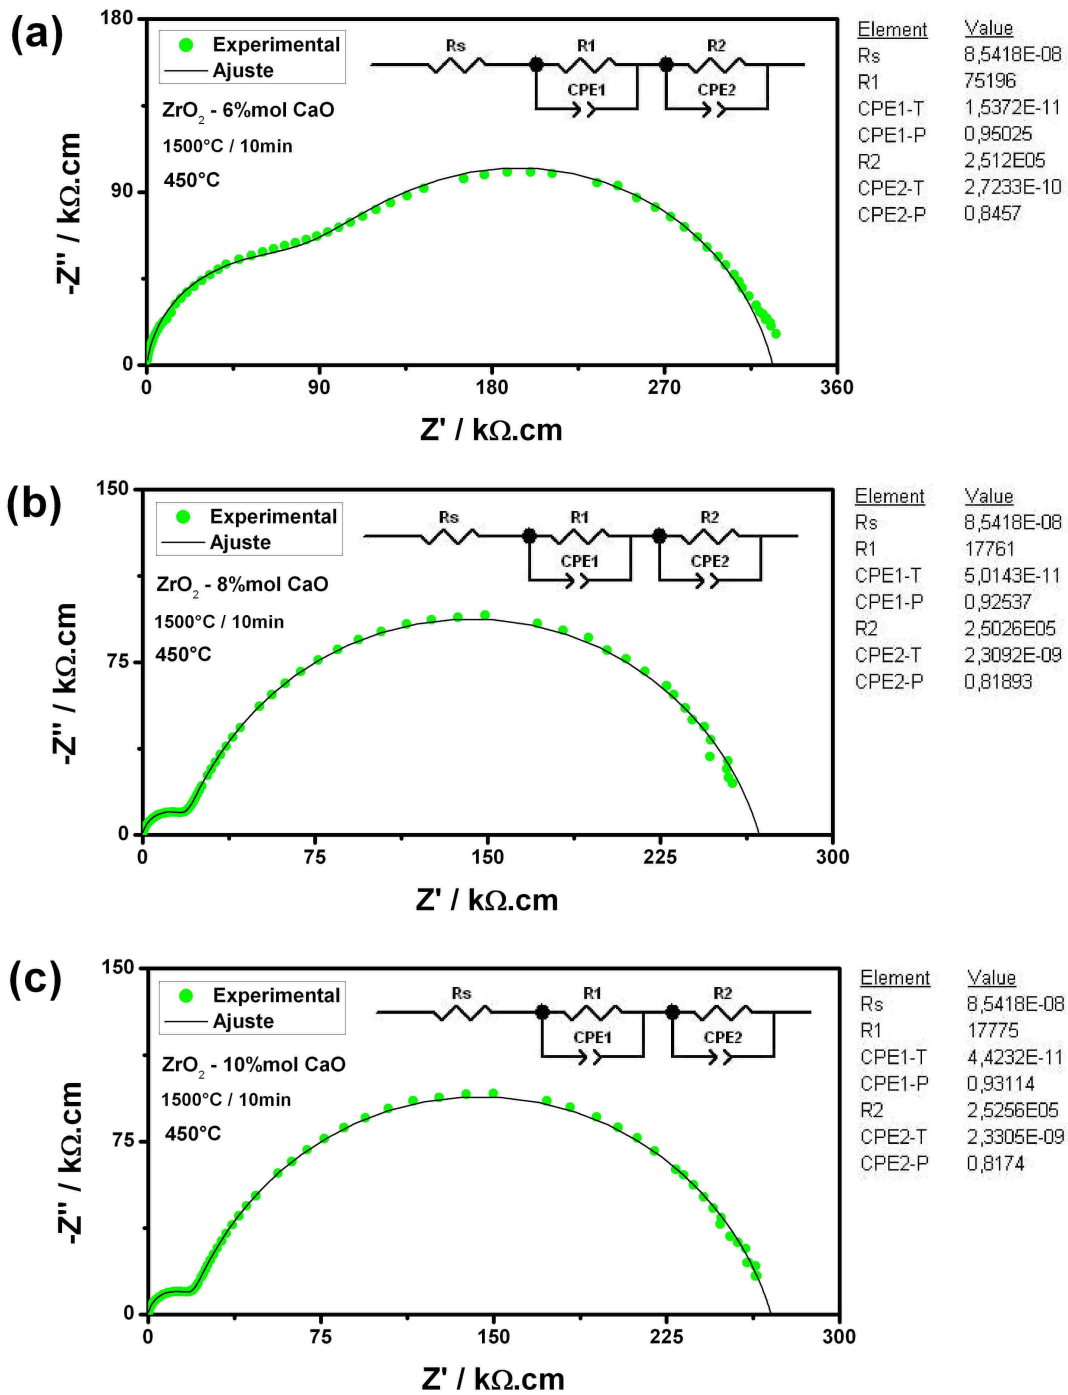 (a)
180
90
0
0 90 180 270 360
-Z'' / kΩ.cm
Z' / kΩ.cm
Experimental
Ajuste
ZrO2 - 6%mol CaO
1500°C / 10min
450°C
Rs R1 R2
CPE1 CPE2
Element Value
Rs 8,5418E-08
R1 75196
CPE1-T 1,5372E-11
CPE1-P 0,95025
R2 2,512E05
CPE2-T 2,7233E-10
CPE2-P 0,8457
(b)
150
75
0
0 75 150 225 300
-Z'' / kΩ.cm
Z' / kΩ.cm
Experimental
Ajuste
ZrO2 - 8%mol CaO
1500°C / 10min
450°C
Rs R1 R2
CPE1 CPE2
Element Value
Rs 8,5418E-08
R1 17761
CPE1-T 5,0143E-11
CPE1-P 0,92537
R2 2,5026E05
CPE2-T 2,3092E-09
CPE2-P 0,81893
(c)
150
75
0
0 75 150 225 300
-Z'' / kΩ.cm
Z' / kΩ.cm
Experimental
Ajuste
ZrO2 - 10%mol CaO
1500°C / 10min
450°C
Rs R1 R2
CPE1 CPE2
Element Value
Rs 8,5418E-08
R1 17775
CPE1-T 4,4232E-11
CPE1-P 0,93114
R2 2,5256E05
CPE2-T 2,3305E-09
CPE2-P 0,8174